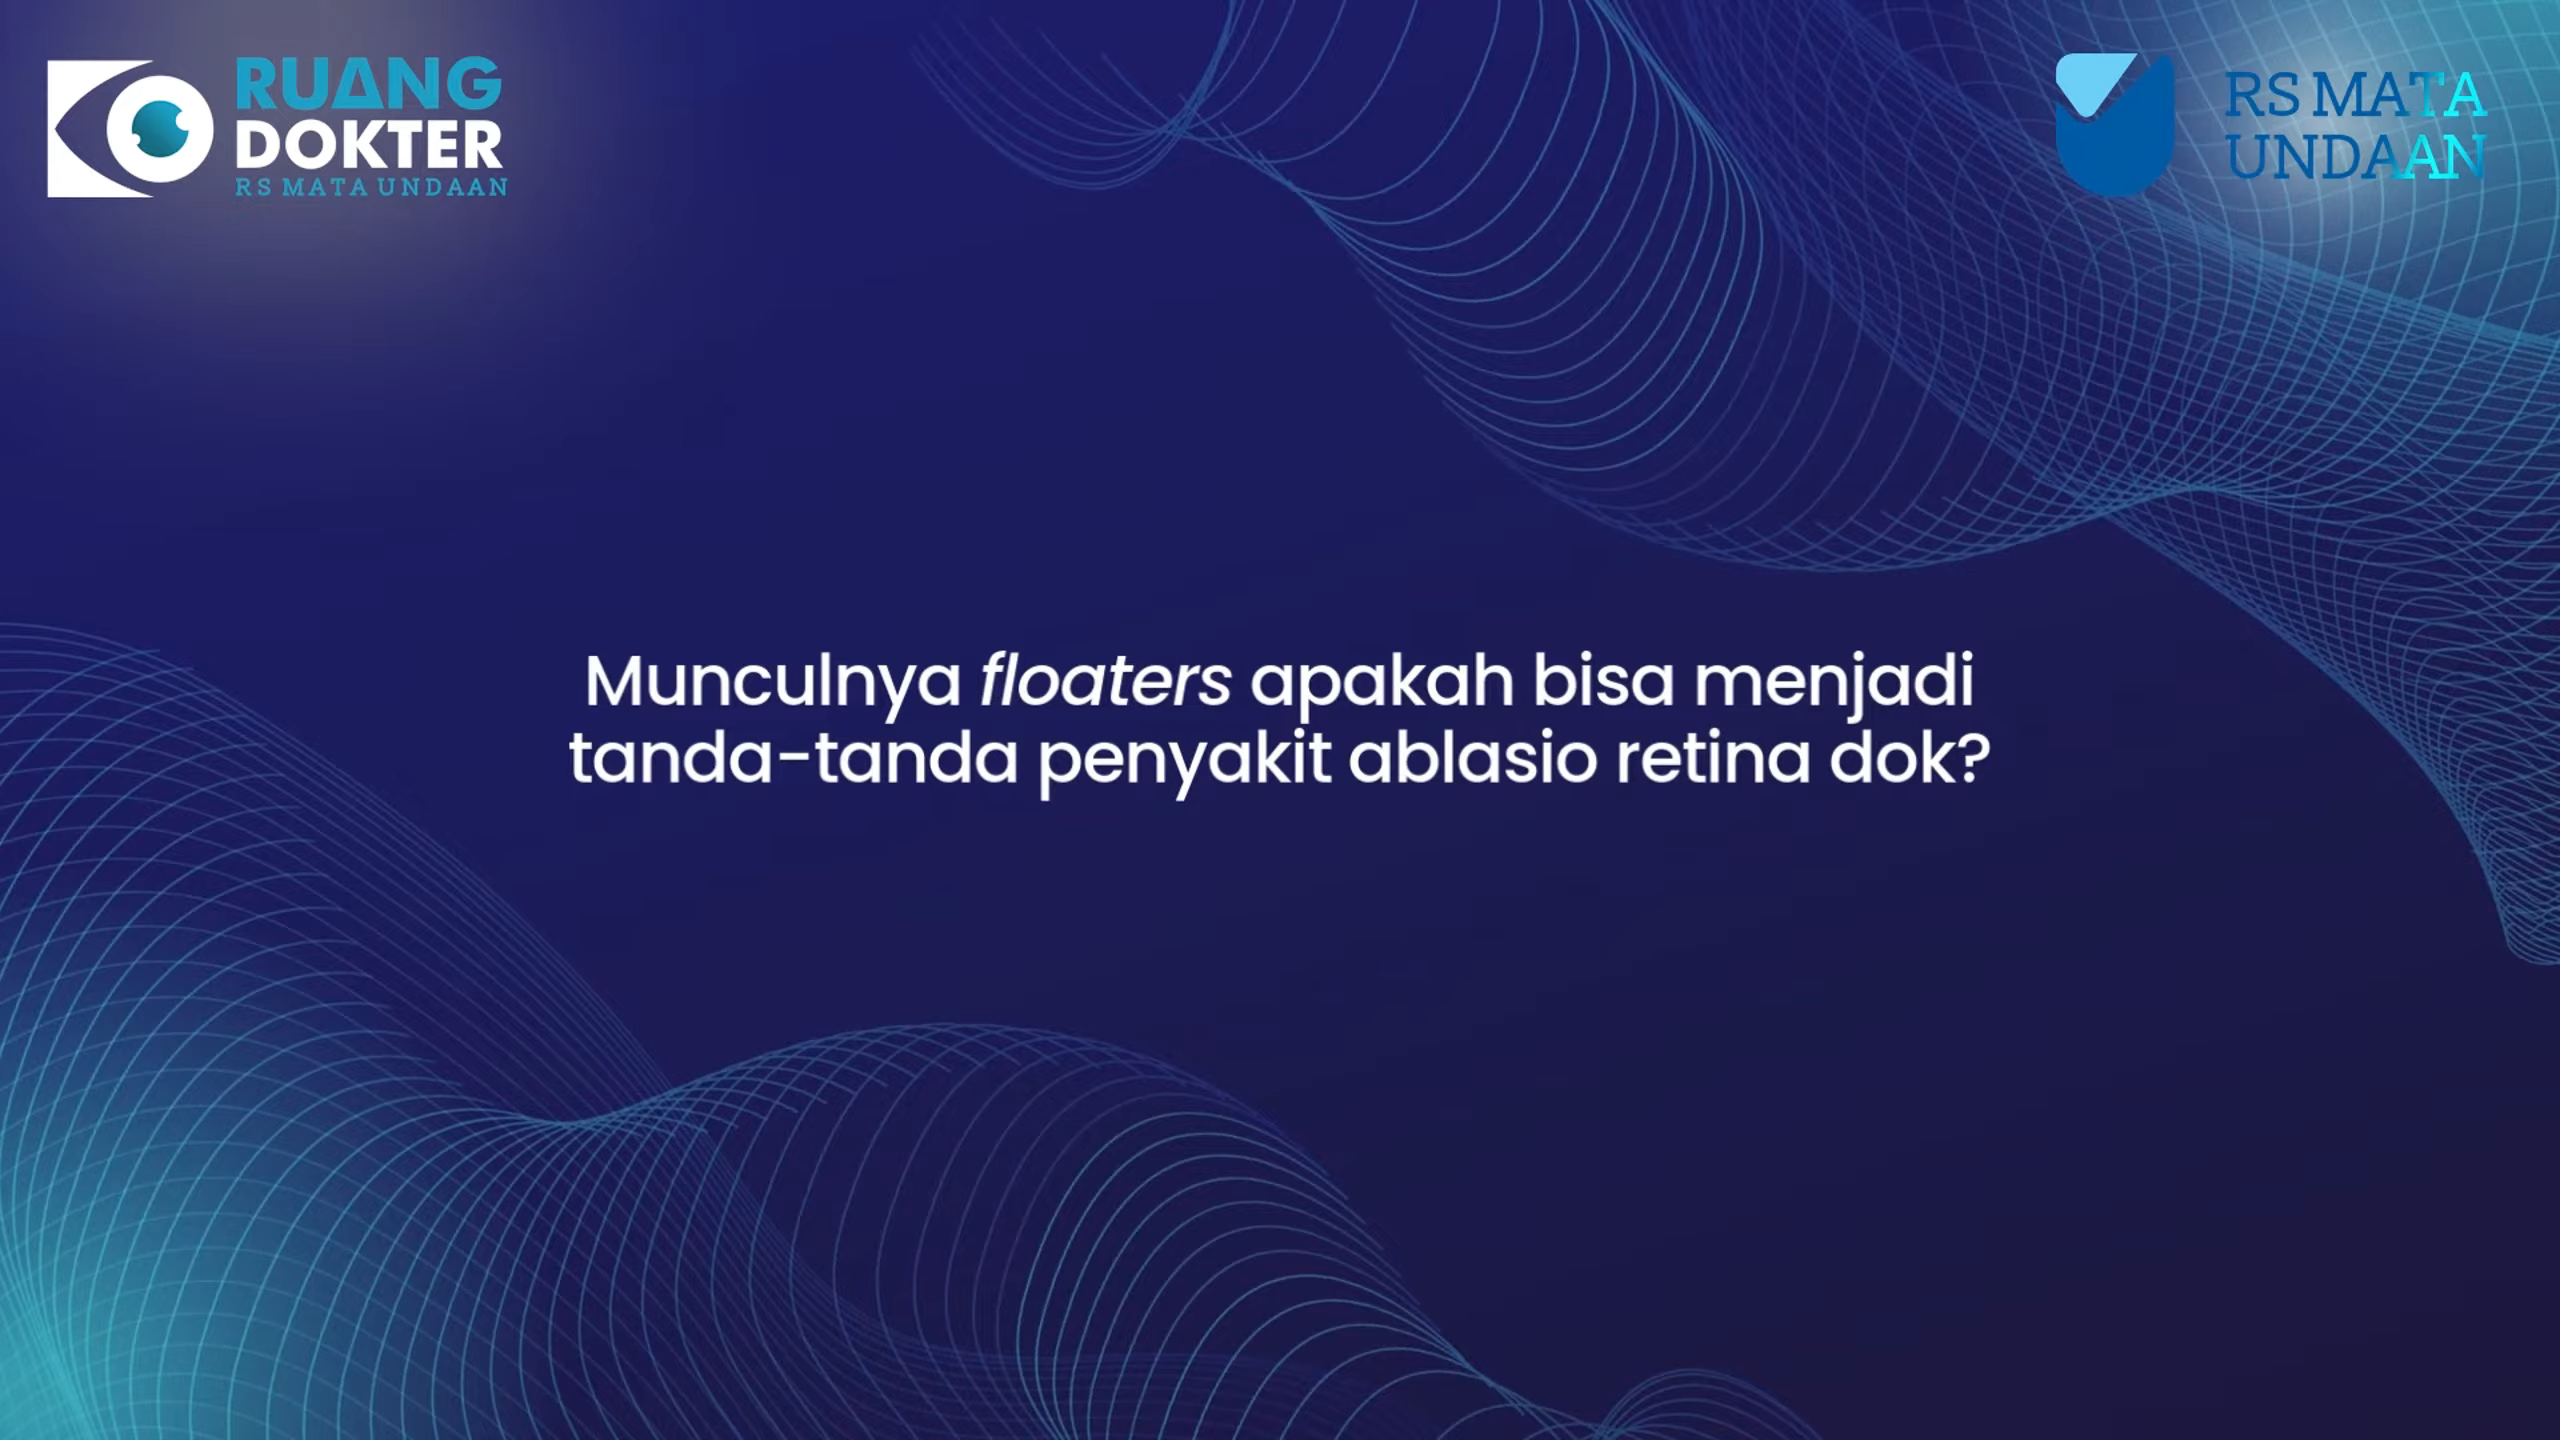 RUANG
DOKTER
RS MATA UNDAAN
RS MATA
UNDAAN
Munculnya floaters apakah bisa menjadi
tanda-tanda penyakit ablasio retina dok?